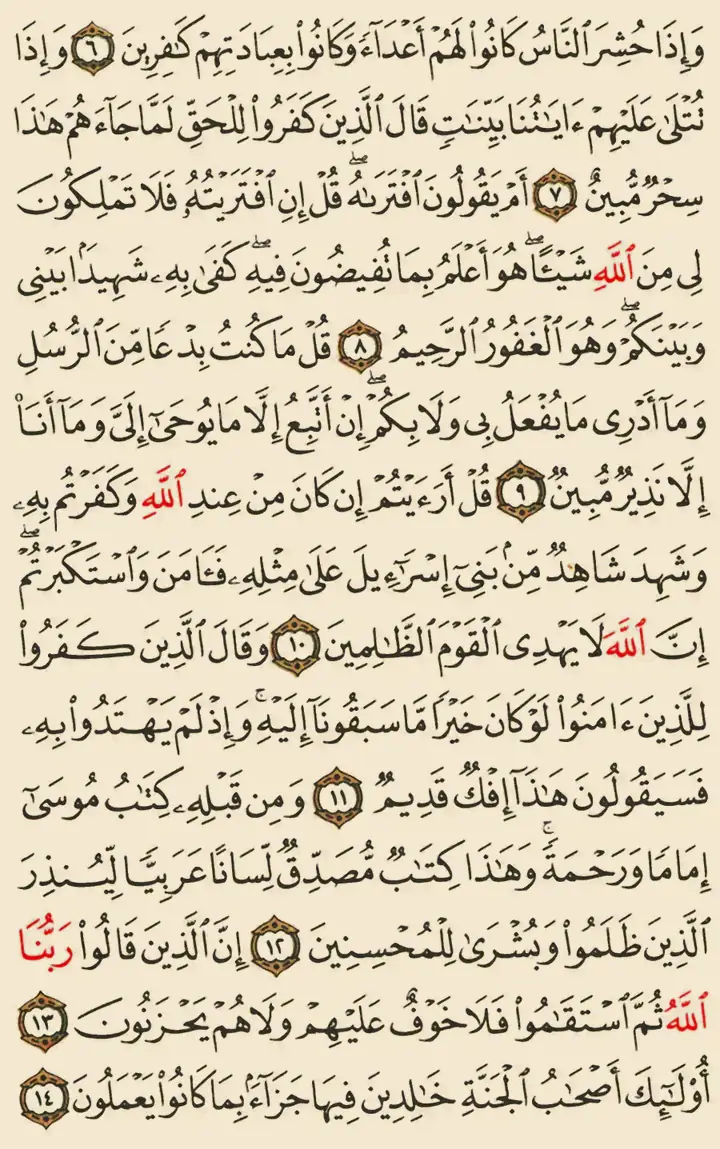 وَإِذَا حُشِرَ ٱلنَّاسُ كَانُوا۟ لَهُمْ أَعْدَآءً وَكَانُوا۟ بِعِبَادَتِهِمْ كَـٰفِرِينَ ٦ وَإِذَا
تُتْلَىٰ عَلَيْهِمْ ءَايَـٰتُنَا بَيِّنَـٰتٍ قَالَ ٱلَّذِينَ كَفَرُوا۟ لِلْحَقِّ لَمَّا جَآءَهُمْ هَـٰذَا
سِحْرٌ مُّبِينٌ ٧ أَمْ يَقُولُونَ ٱفْتَرَىٰهُ ۖ قُلْ إِنِ ٱفْتَرَيْتُهُۥ فَلَا تَمْلِكُونَ
لِى مِنَ ٱللَّهِ شَيْـًٔا ۖ هُوَ أَعْلَمُ بِمَا تُفِيضُونَ فِيهِ ۖ كَفَىٰ بِهِۦ شَهِيدًۢا بَيْنِى
وَبَيْنَكُمْ ۖ وَهُوَ ٱلْغَفُورُ ٱلرَّحِيمُ ٨ قُلْ مَا كُنتُ بِدْعًا مِّنَ ٱلرُّسُلِ
وَمَآ أَدْرِى مَا يُفْعَلُ بِى وَلَا بِكُمْ ۖ إِنْ أَتَّبِعُ إِلَّا مَا يُوحَىٰٓ إِلَىَّ وَمَآ أَنَا۠
إِلَّا نَذِيرٌ مُّبِينٌ ٩ قُلْ أَرَءَيْتُمْ إِن كَانَ مِنْ عِندِ ٱللَّهِ وَكَفَرْتُم بِهِۦ
وَشَهِدَ شَاهِدٌ مِّنۢ بَنِىٓ إِسْرَٰٓءِيلَ عَلَىٰ مِثْلِهِۦ فَـَٔامَنَ وَٱسْتَكْبَرْتُمْ ۖ
إِنَّ ٱللَّهَ لَا يَهْدِى ٱلْقَوْمَ ٱلظَّـٰلِمِينَ ١٠ وَقَالَ ٱلَّذِينَ كَفَرُوا۟
لِلَّذِينَ ءَامَنُوا۟ لَوْ كَانَ خَيْرًا مَّا سَبَقُونَآ إِلَيْهِ ۚ وَإِذْ لَمْ يَهْتَدُوا۟ بِهِۦ
فَسَيَقُولُونَ هَـٰذَآ إِفْكٌ قَدِيمٌ ١١ وَمِن قَبْلِهِۦ كِتَـٰبُ مُوسَىٰٓ
إِمَامًا وَرَحْمَةً ۚ وَهَـٰذَا كِتَـٰبٌ مُّصَدِّقٌ لِّسَانًا عَرَبِيًّا لِّيُنذِرَ
ٱلَّذِينَ ظَلَمُوا۟ وَبُشْرَىٰ لِلْمُحْسِنِينَ ١٢ إِنَّ ٱلَّذِينَ قَالُوا۟ رَبُّنَا
ٱللَّهُ ثُمَّ ٱسْتَقَـٰمُوا۟ فَلَا خَوْفٌ عَلَيْهِمْ وَلَا هُمْ يَحْزَنُونَ ١٣
أُو۟لَـٰٓئِكَ أَصْحَـٰبُ ٱلْجَنَّةِ خَـٰلِدِينَ فِيهَا جَزَآءًۢ بِمَا كَانُوا۟ يَعْمَلُونَ ١٤